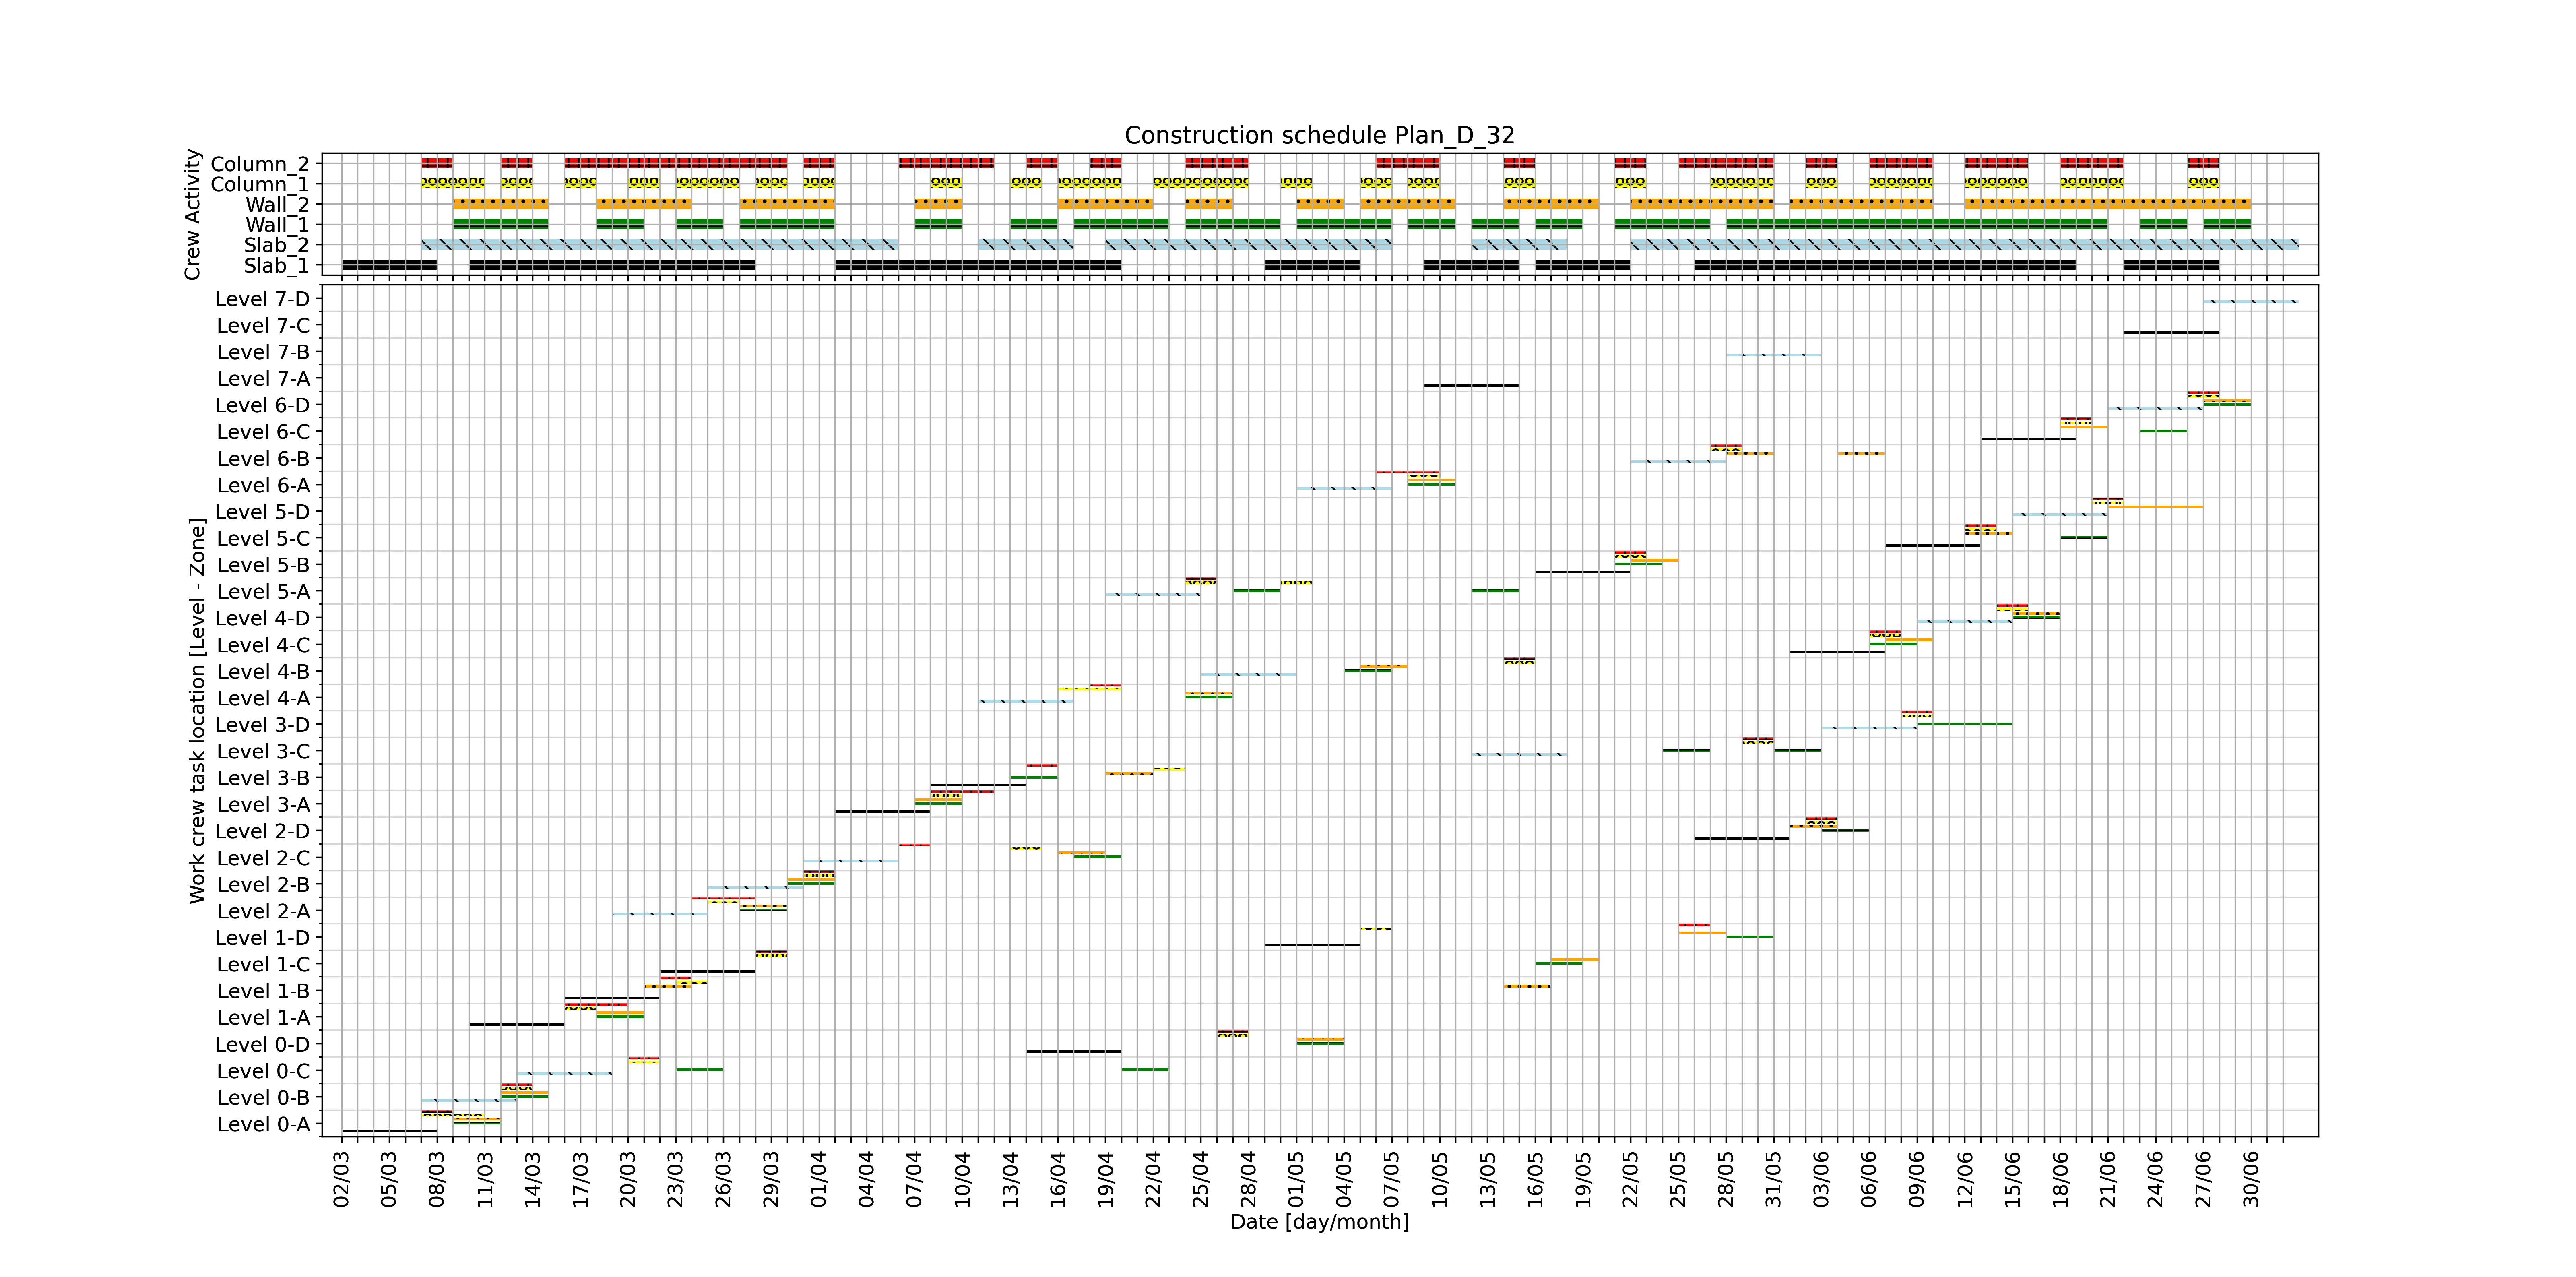 Construction schedule Plan_D_32
Crew Activity
Column_2
Column_1
Wall_2
Wall_1
Slab_2
Slab_1
Work crew task location [Level - Zone]
Level 7-D
Level 7-C
Level 7-B
Level 7-A
Level 6-D
Level 6-C
Level 6-B
Level 6-A
Level 5-D
Level 5-C
Level 5-B
Level 5-A
Level 4-D
Level 4-C
Level 4-B
Level 4-A
Level 3-D
Level 3-C
Level 3-B
Level 3-A
Level 2-D
Level 2-C
Level 2-B
Level 2-A
Level 1-D
Level 1-C
Level 1-B
Level 1-A
Level 0-D
Level 0-C
Level 0-B
Level 0-A
02/03 05/03 08/03 11/03 14/03 17/03 20/03 23/03 26/03 29/03 01/04 04/04 07/04 10/04 13/04 16/04 19/04 22/04 25/04 28/04 01/05 04/05 07/05 10/05 13/05 16/05 19/05 22/05 25/05 28/05 31/05 03/06 06/06 09/06 12/06 15/06 18/06 21/06 24/06 27/06 30/06
Date [day/month]